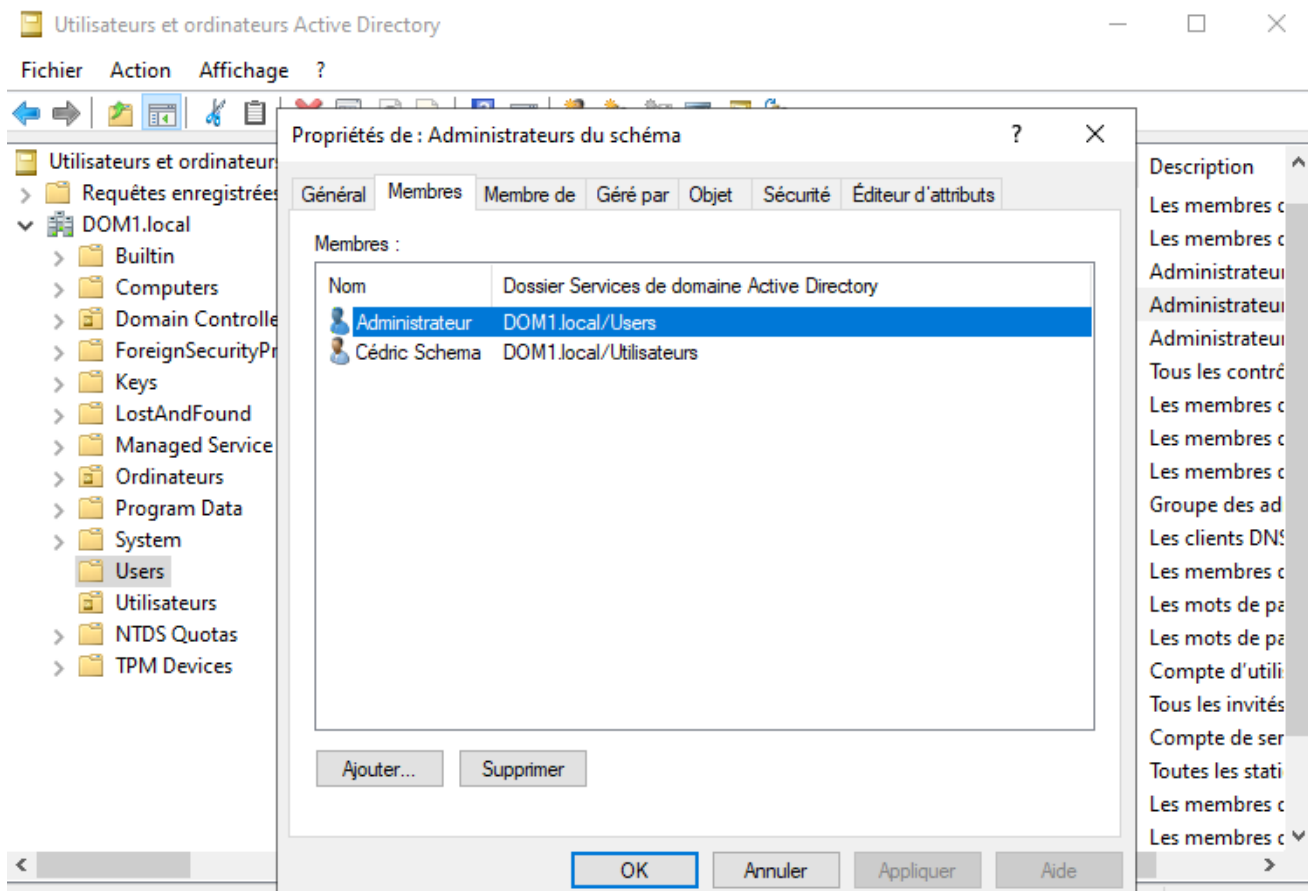 Utilisateurs et ordinateurs Active Directory
Fichier Action Affichage ?
Propriétés de : Administrateurs du schéma ?
Utilisateurs et ordinateurs
Requêtes enregistrées
DOM1.local
Builtin
Computers
Domain Controlle
ForeignSecurityPr
Keys
LostAndFound
Managed Service
Ordinateurs
Program Data
System
Users
Utilisateurs
NTDS Quotas
TPM Devices
Général Membres Membre de Géré par Objet Sécurité Éditeur d'attributs
Membres :
Nom Dossier Services de domaine Active Directory
Administrateur DOM1.local/Users
Cédric Schema DOM1.local/Utilisateurs
Ajouter... Supprimer
OK Annuler Appliquer Aide
Description
Les membres
Les membres
Administrateu
Administrateu
Administrateu
Tous les contrô
Les membres
Les membres
Les membres
Groupe des ad
Les clients DNS
Les membres
Les mots de pa
Les mots de pa
Compte d'utili
Tous les invités
Compte de ser
Toutes les stati
Les membres
Les membres